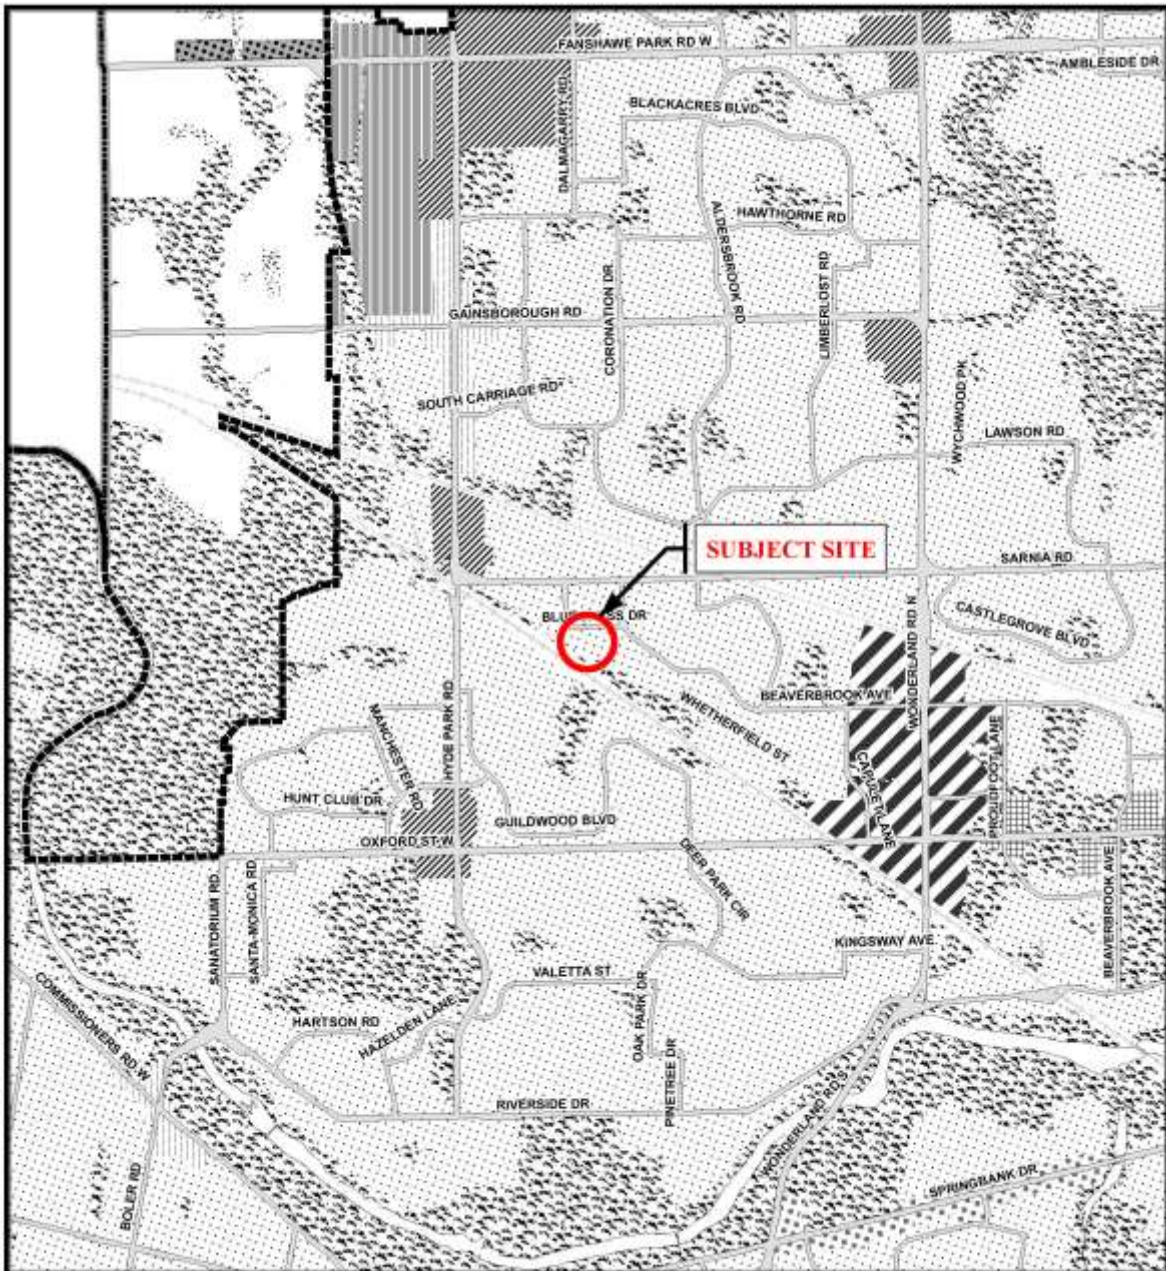 FANSHAWE PARK RD W
AMBLESIDE DR
DALMAGARRY RD
BLACKACRES BLVD
ALDERSBROOK RD
HAWTHORNE RD
CORONATION DR
LIMBERLOST RD
GAINSBOROUGH RD
SOUTH CARRIAGE RD
WYCHWOOD PK
LAWSON RD
SUBJECT SITE
SARNIA RD
CASTLEGROVE BLVD
WONDERLAND RD N
BEAVERBROOK AVE
WHETHERFIELD ST
HYDE PARK RD
MANCHESTER RD
HUNT CLUB DR
GUILDWOOD BLVD
PROUDFOOT LANE
OXFORD ST W
DEER PARK CIR
SANATORIUM RD
SANTA-MONICA RD
BEAVERBROOK AVE
KINGSWAY AVE
VALETTA ST
COMMISSIONERS RD W
HARTSON RD
HAZELDEN LANE
OAK PARK DR
PINETREE DR
RIVERSIDE DR
WONDERLAND RD S
SPRINGBANK DR
BOLER RD